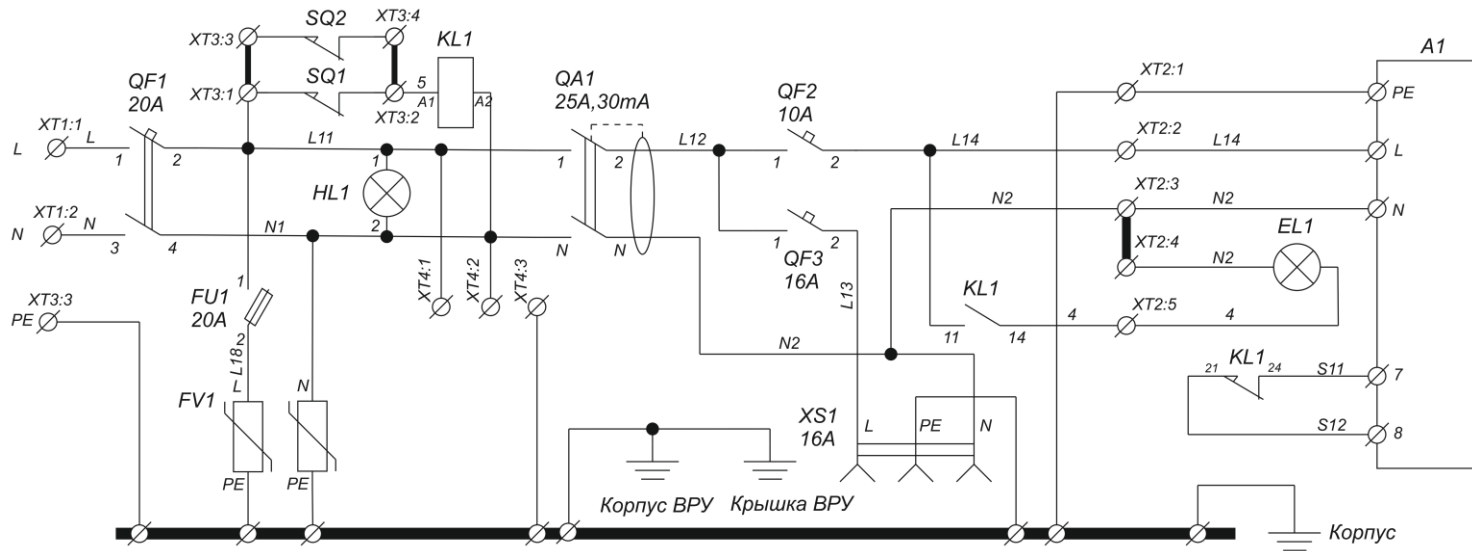 SQ2
XT3:4
XT3:3
KL1
A1
QF1
20A
SQ1
5
QA1
25A,30mA
QF2
10A
XT2:1
PE
XT3:1
A1
A2
XT3:2
XT1:1
L
L
1
2
L11
1
2
L12
1
2
L14
XT2:2
L14
L
1
HL1
2
XT1:2
N
N
3
4
N1
N
N
1
2
QF3
16A
N2
XT2:3
N2
N
XT2:4
N2
EL1
XT4:1
XT4:2
XT4:3
L13
1
FU1
20A
2
XT3:3
PE
KL1
11
14
4
XT2:5
4
L18
N2
KL1
21
24
S11
7
L
N
FV1
XS1
16A
L
PE
N
S12
8
PE
PE
Корпус ВРУ
Крышка ВРУ
Корпус